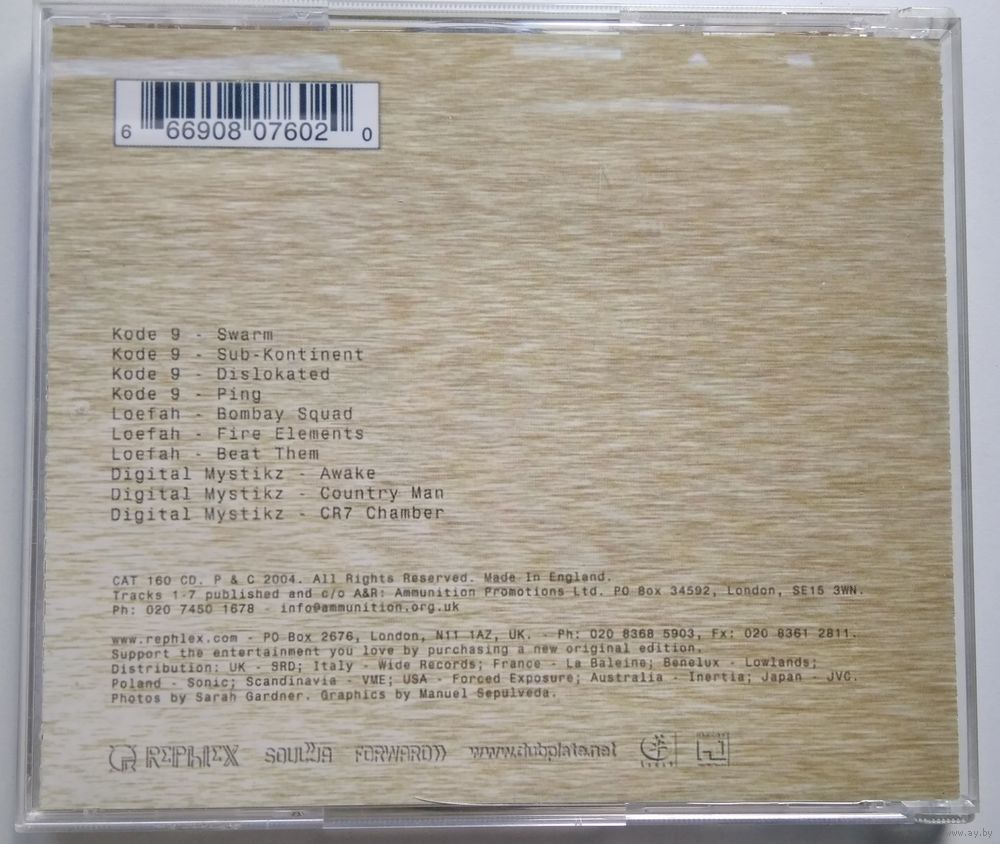 6 66908 07602 0
Kode 9 - Swarm
Kode 9 - Sub-Kontinent
Kode 9 - Dislokated
Kode 9 - Ping
Loefah - Bombay Squad
Loefah - Fire Elements
Loefah - Beat Them
Digital Mystikz - Awake
Digital Mystikz - Country Man
Digital Mystikz - CR7 Chamber
CAT 160 CD. P & C 2004. All Rights Reserved. Made In England.
Tracks 1-7 published and c/o A&R: Ammunition Promotions Ltd. PO Box 34592, London, SE15 3WN.
Ph: 020 7450 1678 - info@ammunition.org.uk
www.rephlex.com - PO Box 2676, London, N11 1AZ, UK. - Ph: 020 8368 5903, Fx: 020 8361 2811.
Support the entertainment you love by purchasing a new original edition.
Distribution: UK - SRD; Italy - Wide Records; France - La Baleine; Benelux - Lowlands;
Poland - Sonic; Scandinavia - VME; USA - Forced Exposure; Australia - Inertia; Japan - JVC.
Photos by Sarah Gardner. Graphics by Manuel Sepulveda.
REPHLEX SOULJA FORWARD» www.dubplate.net
www.ay.by